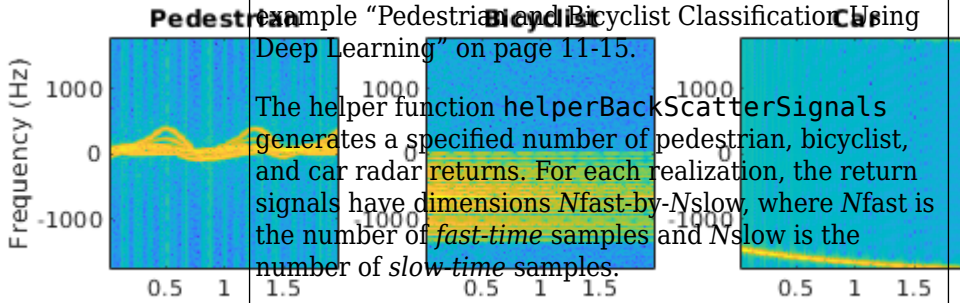 Pedestrian Bicyclist Car
example “Pedestrian and Bicyclist Classification Using
Deep Learning” on page 11-15.
The helper function helperBackScatterSignals
generates a specified number of pedestrian, bicyclist,
and car radar returns. For each realization, the return
signals have dimensions Nfast-by-Nslow, where Nfast is
the number of fast-time samples and Nslow is the
number of slow-time samples.
Frequency (Hz)
1000 1000 1000
0 0 0
-1000 -1000 -1000
0.5 1 1.5 0.5 1 1.5 0.5 1 1.5